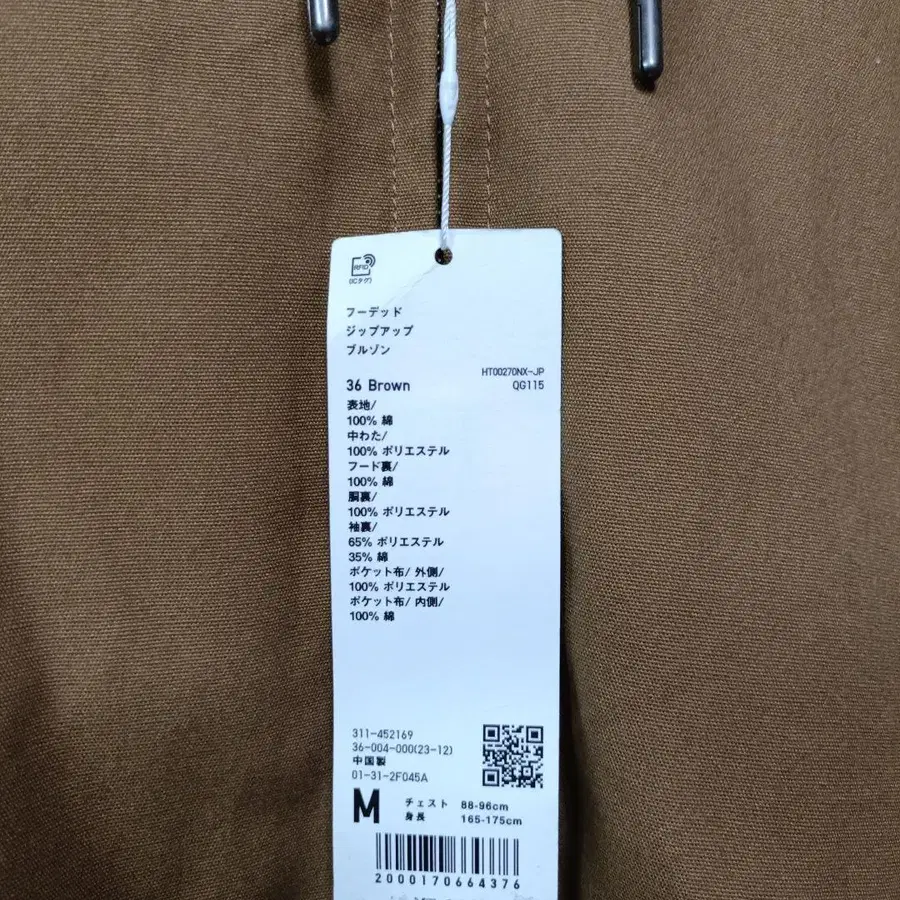 RFID
(ICタグ)
フーデッド
ジップアップ
ブルゾン
HT00270NX-JP
36 Brown
QG115
表地/
100% 綿
中わた/
100% ポリエステル
フード裏/
100% 綿
胴裏/
100% ポリエステル
袖裏/
65% ポリエステル
35% 綿
ポケット布/ 外側/
100% ポリエステル
ポケット布/ 内側/
100% 綿
311-452169
36-004-000(23-12)
中国製
01-31-2F045A
M
チェスト 88-96cm
身長 165-175cm
2000170664376